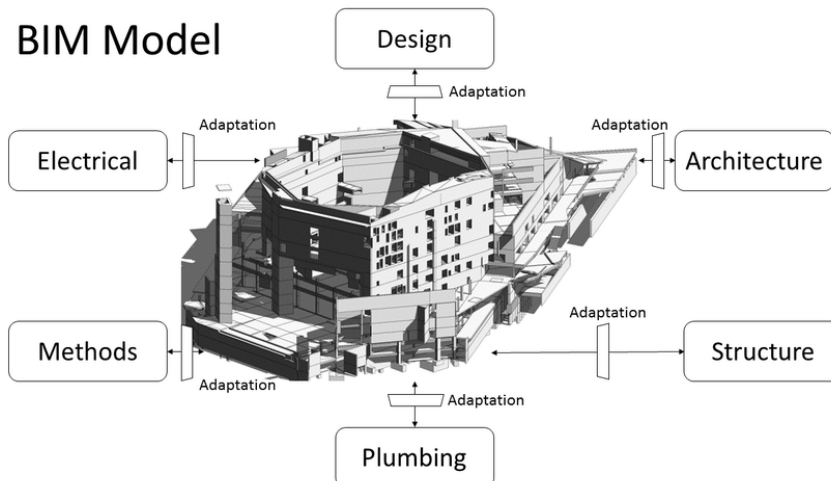 BIM Model
Design
Adaptation
Adaptation
Adaptation
Electrical
Architecture
Adaptation
Methods
Structure
Adaptation
Adaptation
Plumbing